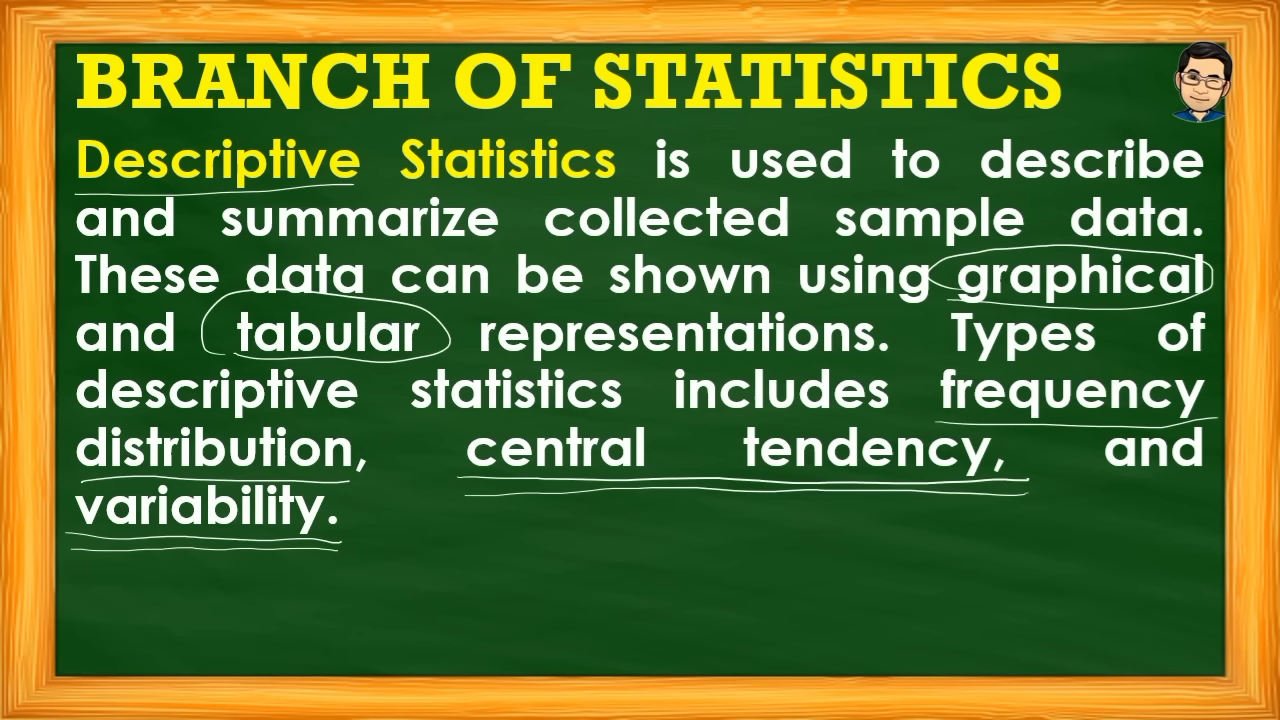 BRANCH OF STATISTICS
Descriptive Statistics is used to describe
and summarize collected sample data.
These data can be shown using graphical
and tabular representations. Types of
descriptive statistics includes frequency
distribution, central tendency, and
variability.